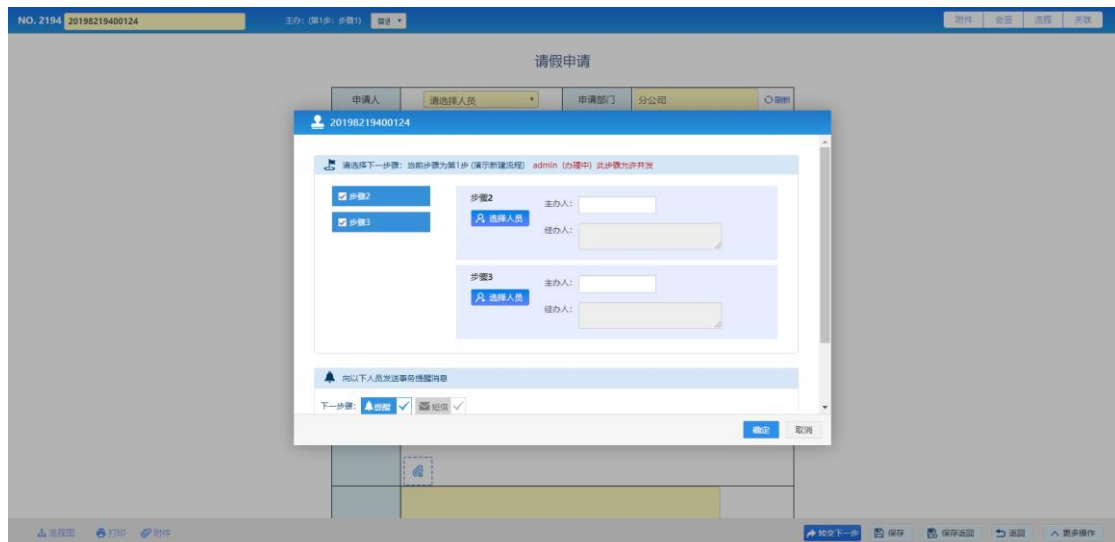 NO. 2194 20198219400124 主办: (第1步: 步骤1) 普通 附件 会签 流程 关联
请假申请
申请人 请选择人员 申请部门 分公司 刷新
20198219400124
请选择下一步骤: 当前步骤为第1步 (演示新建流程) admin (办理中) 此步骤允许并发
步骤2
步骤3
步骤2 主办人:
选择人员
经办人:
步骤3 主办人:
选择人员
经办人:
向以下人员发送事务提醒消息
下一步骤: 提醒 短信
确定 取消
流程图 打印 附件 转交下一步 保存 保存返回 返回 更多操作